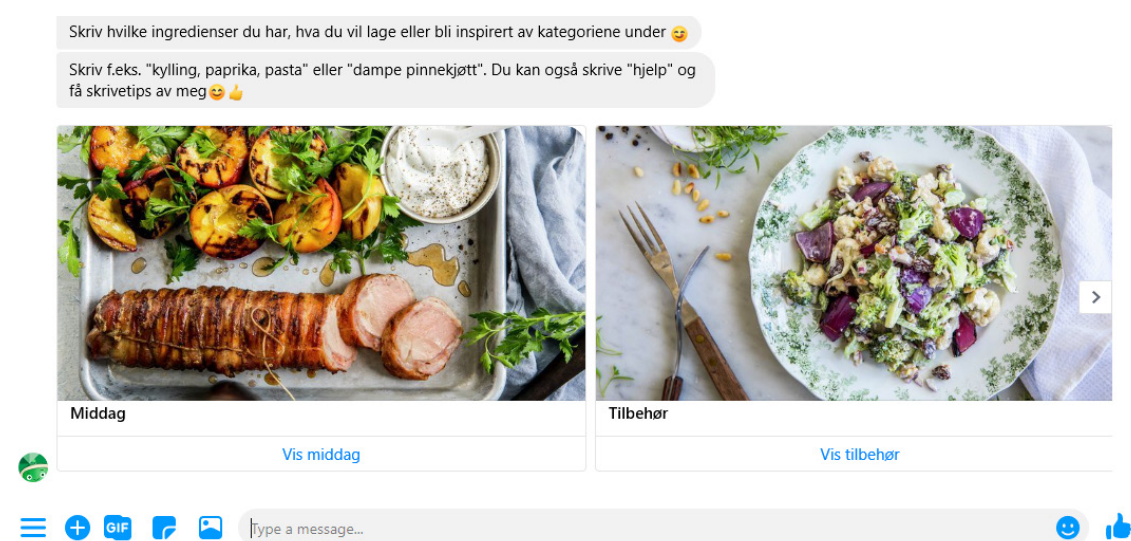 Skriv hvilke ingredienser du har, hva du vil lage eller bli inspirert av kategoriene under 😋
Skriv f.eks. "kylling, paprika, pasta" eller "dampe pinnekjøtt". Du kan også skrive "hjelp" og
få skrivetips av meg😊👍
Middag
Tilbehør
Vis middag
Vis tilbehør
GIF
Type a message...